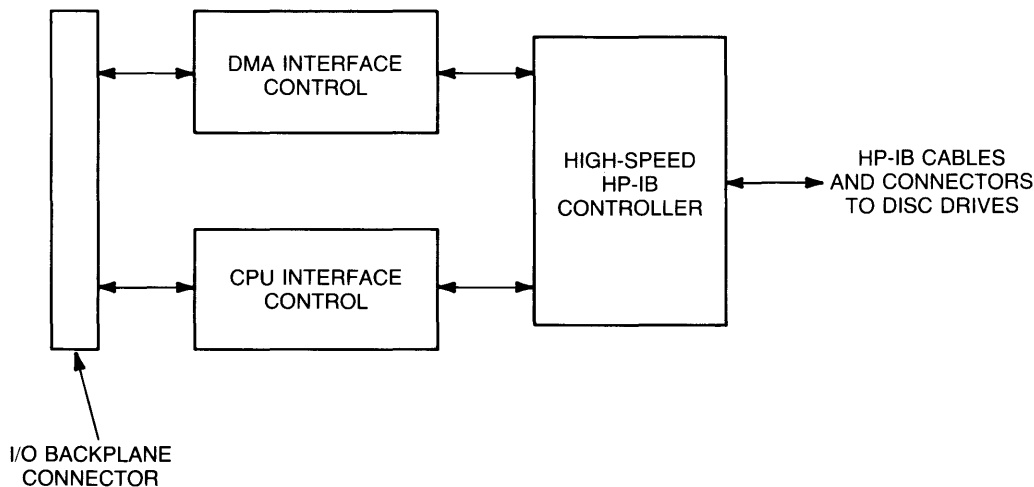 DMA INTERFACE
CONTROL
HIGH-SPEED
HP-IB
CONTROLLER
HP-IB CABLES
AND CONNECTORS
TO DISC DRIVES
CPU INTERFACE
CONTROL
I/O BACKPLANE
CONNECTOR